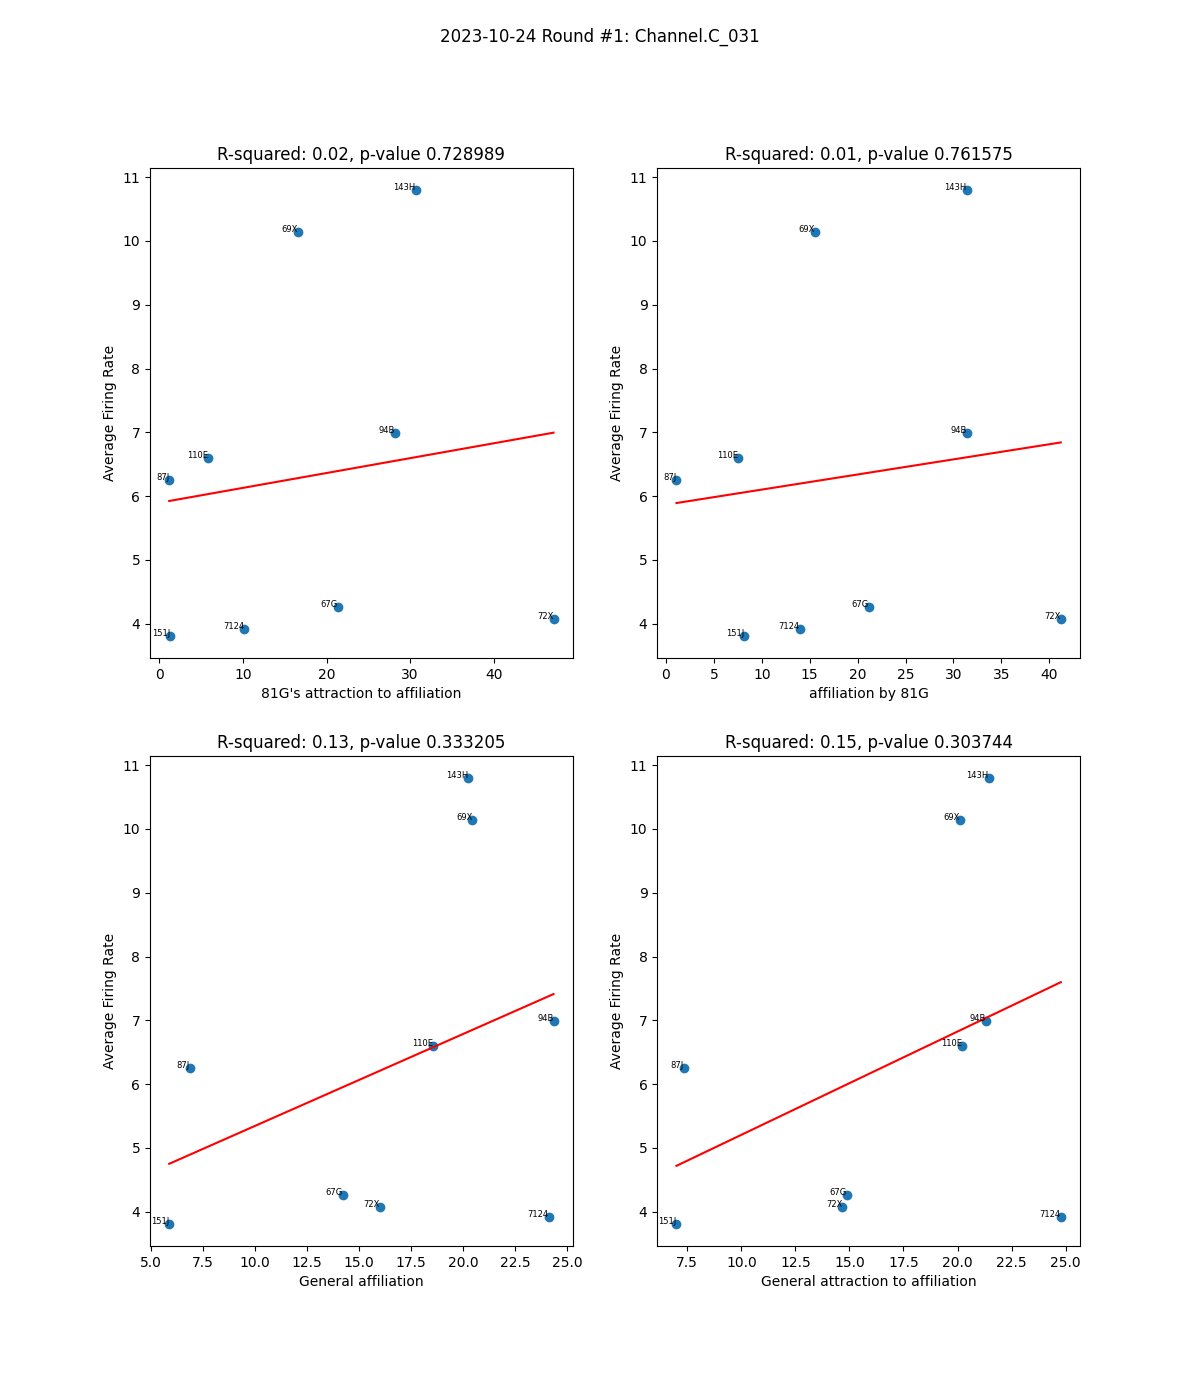 2023-10-24 Round #1: Channel.C_031
R-squared: 0.02, p-value 0.728989
11
10
9
8
7
6
5
4
Average Firing Rate
143H
69X
94B
110E
87J
67G
72X
7124
151J
0
10
20
30
40
81G's attraction to affiliation
R-squared: 0.01, p-value 0.761575
11
10
9
8
7
6
5
4
Average Firing Rate
143H
69X
94B
110E
87J
67G
72X
7124
151J
0
5
10
15
20
25
30
35
40
affiliation by 81G
R-squared: 0.13, p-value 0.333205
11
10
9
8
7
6
5
4
Average Firing Rate
143H
69X
94B
110E
87J
67G
72X
7124
151J
5.0
7.5
10.0
12.5
15.0
17.5
20.0
22.5
25.0
General affiliation
R-squared: 0.15, p-value 0.303744
11
10
9
8
7
6
5
4
Average Firing Rate
143H
69X
94B
110E
87J
67G
72X
7124
151J
7.5
10.0
12.5
15.0
17.5
20.0
22.5
25.0
General attraction to affiliation